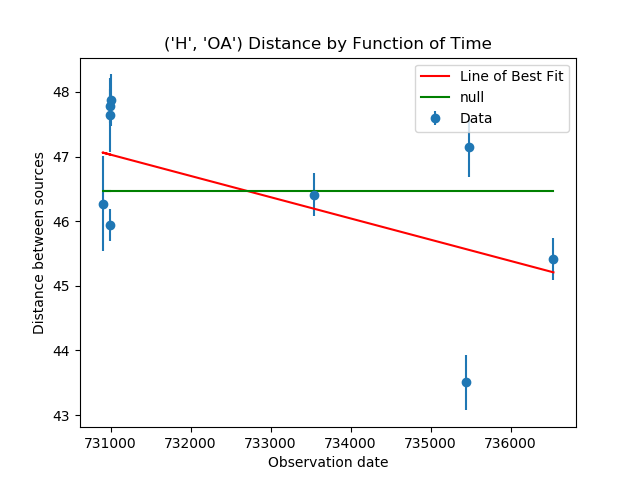 ('H', 'OA') Distance by Function of Time
Line of Best Fit
null
Data
Distance between sources
48
47
46
45
44
43
731000
732000
733000
734000
735000
736000
Observation date